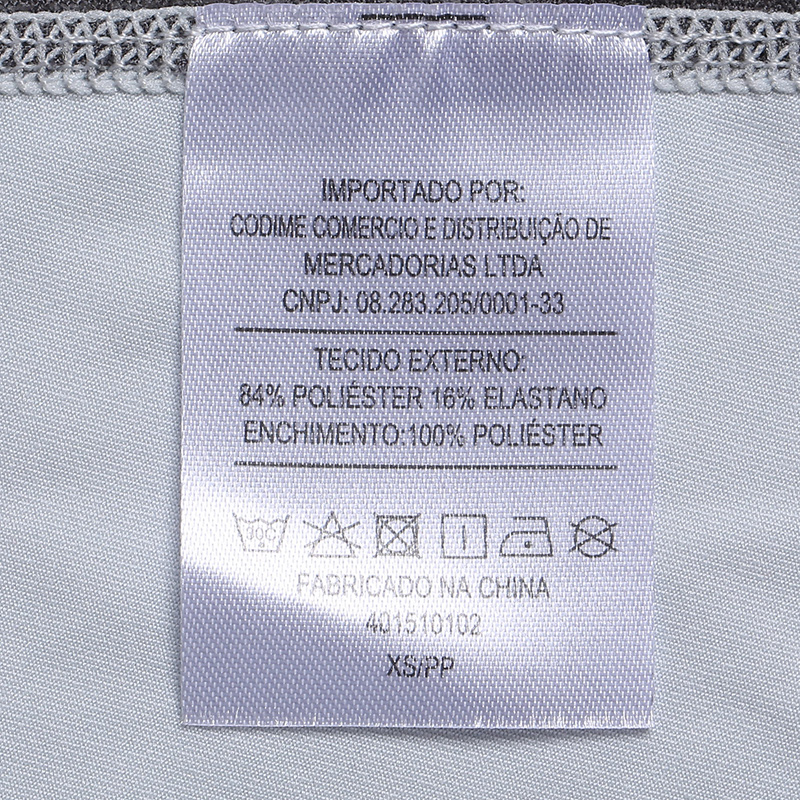 IMPORTADO POR:
CODIME COMERCIO E DISTRIBUIÇÃO DE
MERCADORIAS LTDA
CNPJ: 08.283.205/0001-33
TECIDO EXTERNO:
84% POLIÉSTER 16% ELASTANO
ENCHIMENTO:100% POLIÉSTER
30C
FABRICADO NA CHINA
401510102
XS/PP